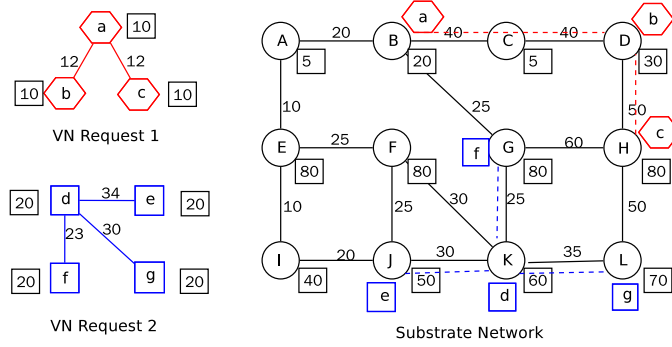 a 10
12 12
10 b c 10
VN Request 1
20 d 34 e 20
23 30
20 f g 20
VN Request 2
a b
A 20 B 40 C 40 D
5 20 5 30
10 25 50 c
E 25 F f G 60 H
80 80 80 80
10 25 30 25 50
I 20 J 30 K 35 L
40 50 60 70
e d g
Substrate Network